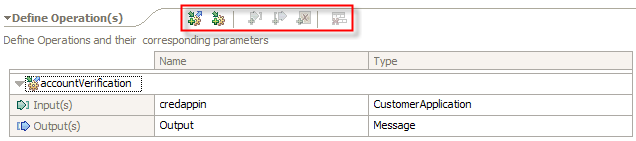 Define Operation(s)
Define Operations and their corresponding parameters
Name Type
accountVerification
Input(s) credappin CustomerApplication
Output(s) Output Message